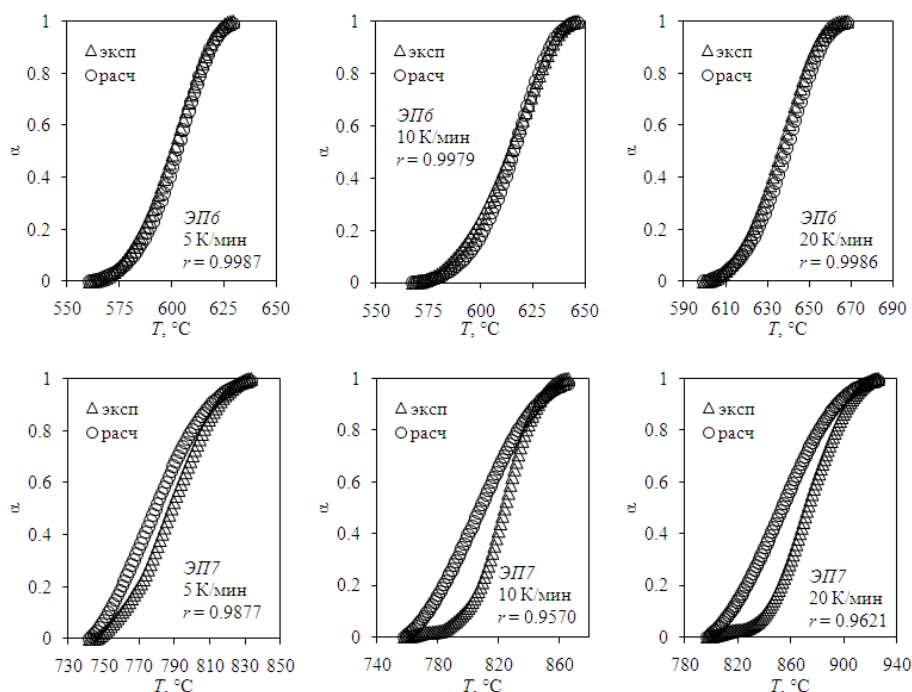 1
0.8
0.6
0.4
0.2
0
α
△ эксп
○ расч
ЭП6
5 К/мин
r = 0.9987
550 575 600 625 650
T, °C
1
0.8
0.6
0.4
0.2
0
α
△ эксп
○ расч
ЭП6
10 К/мин
r = 0.9979
550 575 600 625 650
T, °C
1
0.8
0.6
0.4
0.2
0
α
△ эксп
○ расч
ЭП6
20 К/мин
r = 0.9986
590 610 630 650 670 690
T, °C
1
0.8
0.6
0.4
0.2
0
α
△ эксп
○ расч
ЭП7
5 К/мин
r = 0.9877
730 750 770 790 810 830 850
T, °C
1
0.8
0.6
0.4
0.2
0
α
△ эксп
○ расч
ЭП7
10 К/мин
r = 0.9570
740 780 820 860
T, °C
1
0.8
0.6
0.4
0.2
0
α
△ эксп
○ расч
ЭП7
20 К/мин
r = 0.9621
780 820 860 900 940
T, °C